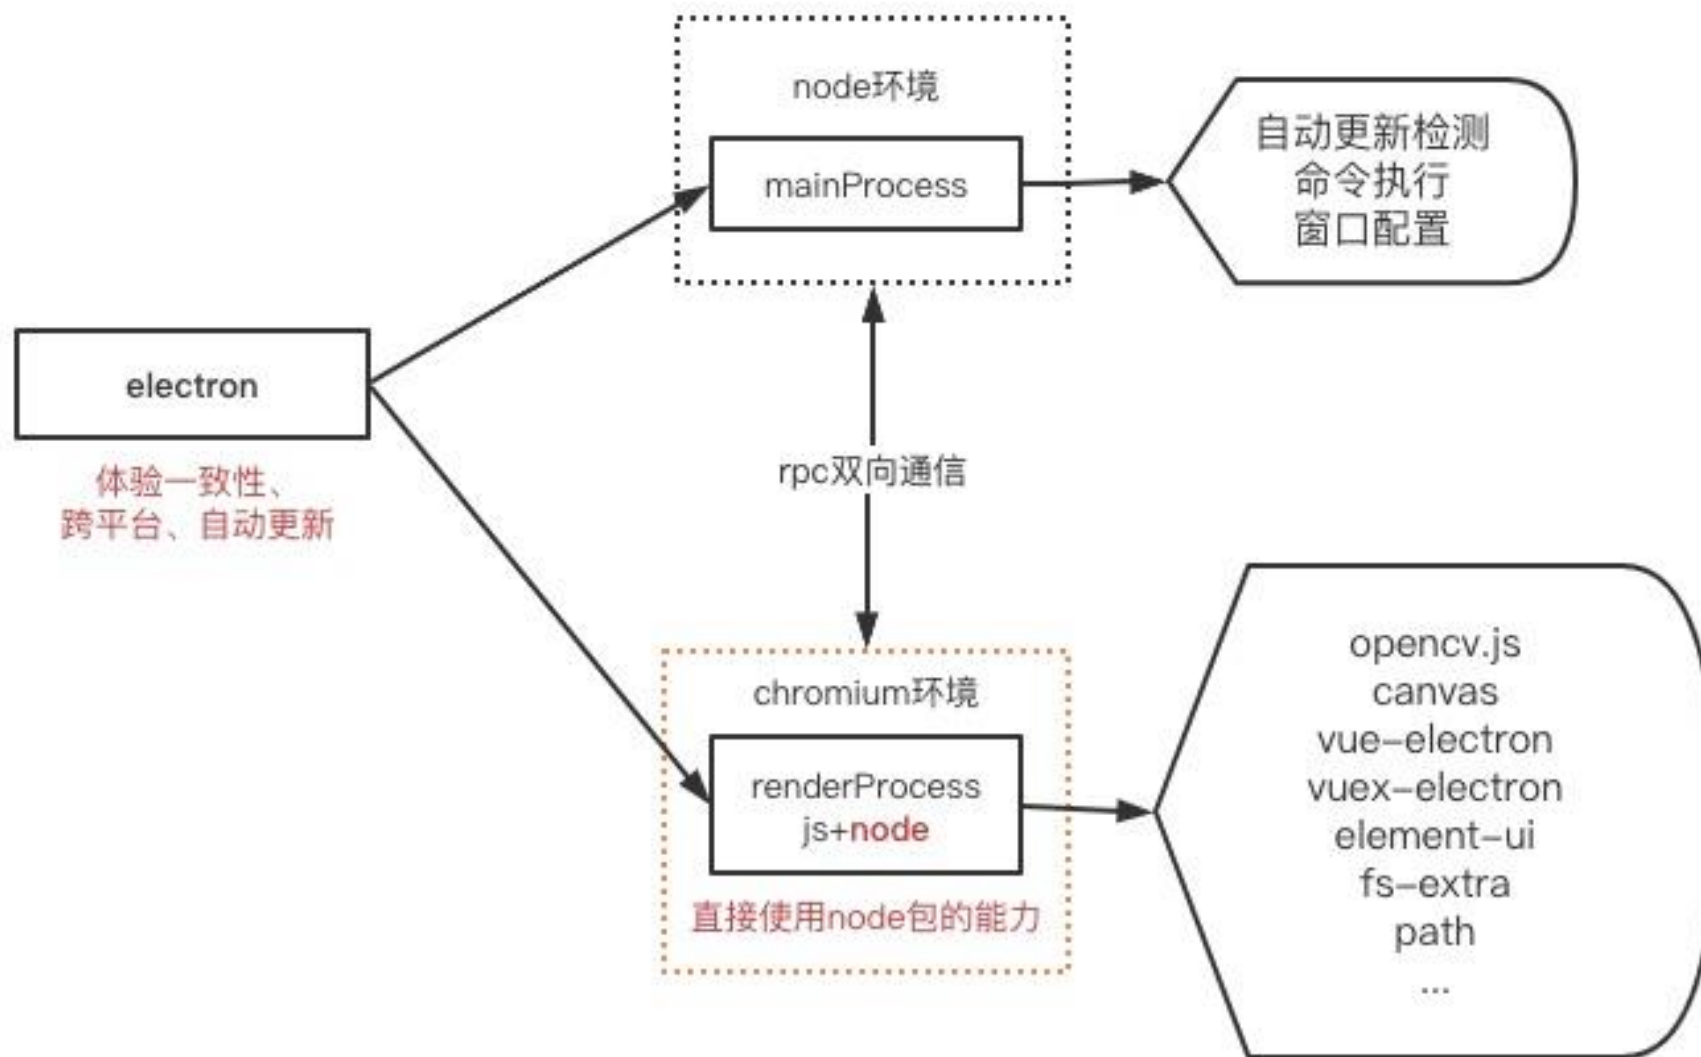 node环境
mainProcess
自动更新检测
命令执行
窗口配置
electron
体验一致性、
跨平台、自动更新
rpc双向通信
chromium环境
renderProcess
js+node
直接使用node包的能力
opencv.js
canvas
vue–electron
vuex–electron
element–ui
fs–extra
path
...